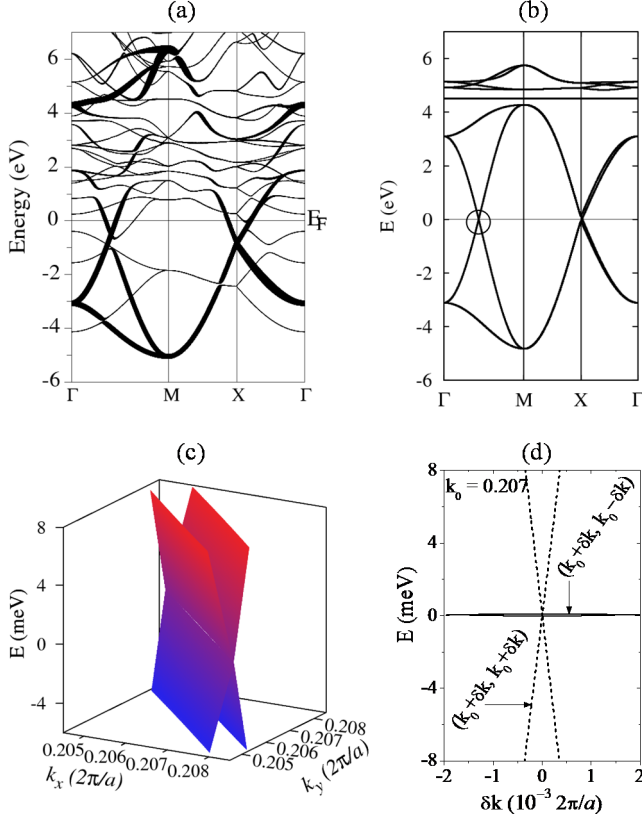 (a)
(b)
6
4
2
0
-2
-4
-6
Energy (eV)
E_F
Γ
M
X
Γ
6
4
2
0
-2
-4
-6
E (eV)
Γ
M
X
Γ
(c)
(d)
8
4
0
-4
E (meV)
0.205
0.206
0.207
0.208
k_x (2π/a)
0.205
0.206
0.207
0.208
k_y (2π/a)
8
4
0
-4
-8
E (meV)
k_0 = 0.207
(k_0+δk, k_0-δk)
(k_0+δk, k_0+δk)
-2
-1
0
1
2
δk (10^-3 2π/a)